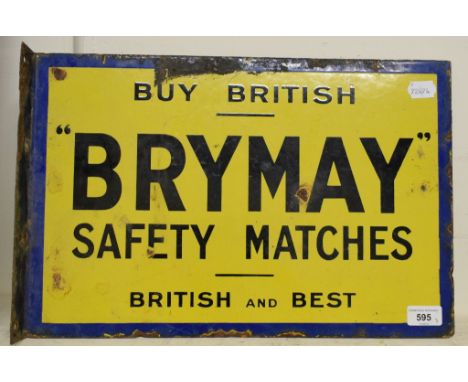 BUY BRITISH
"BRYMAY"
SAFETY MATCHES
BRITISH AND BEST
595